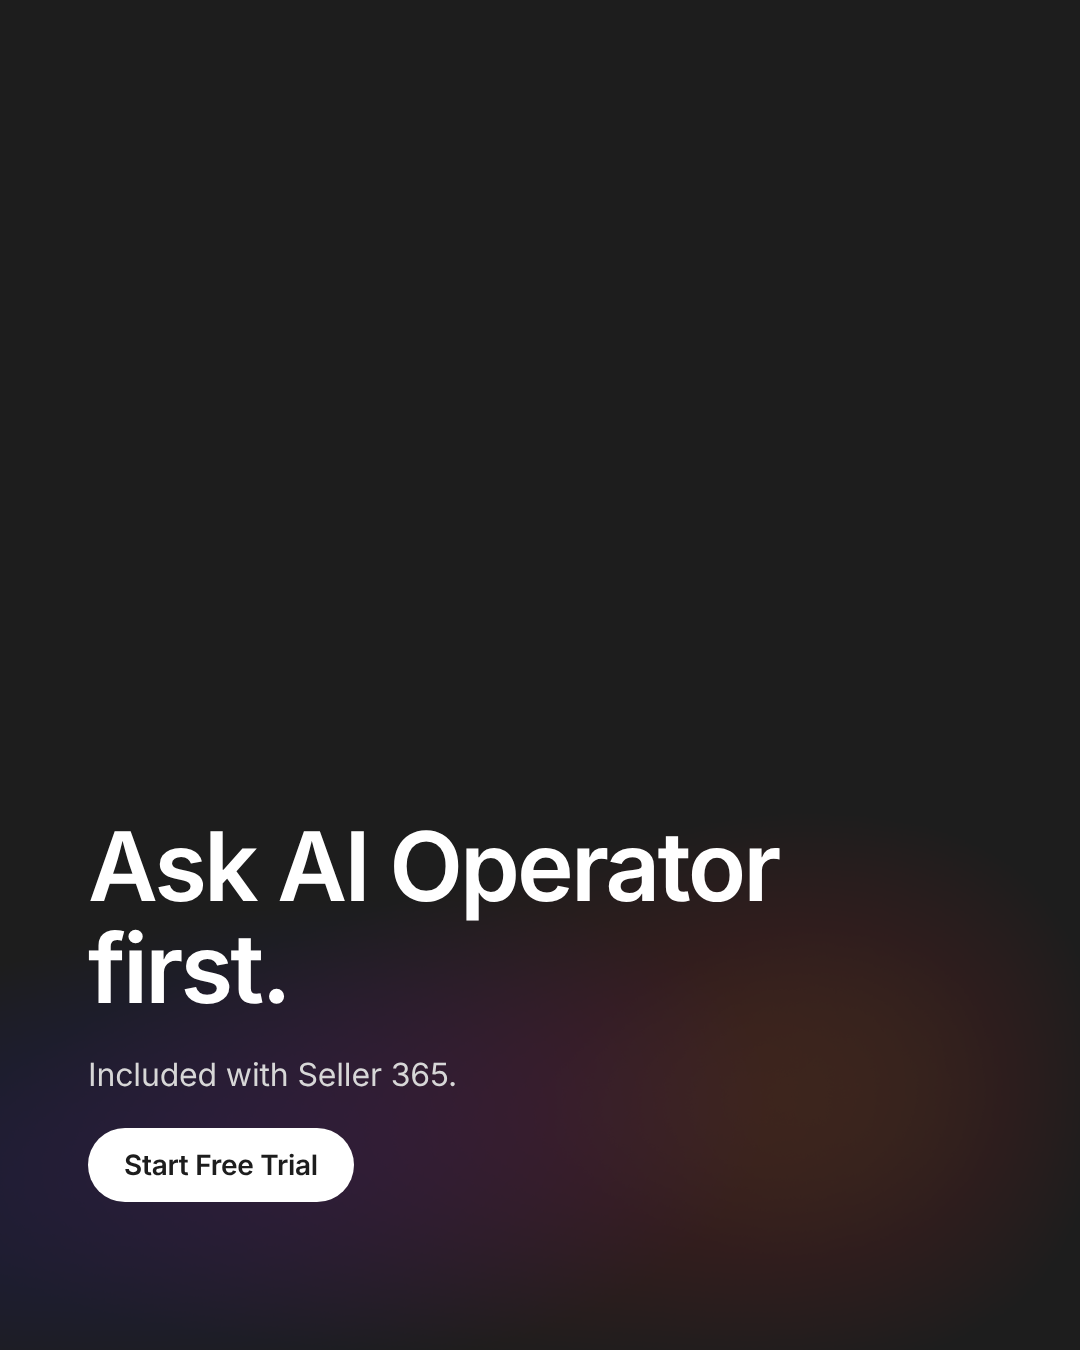 Ask AI Operator
first.
Included with Seller 365.
Start Free Trial